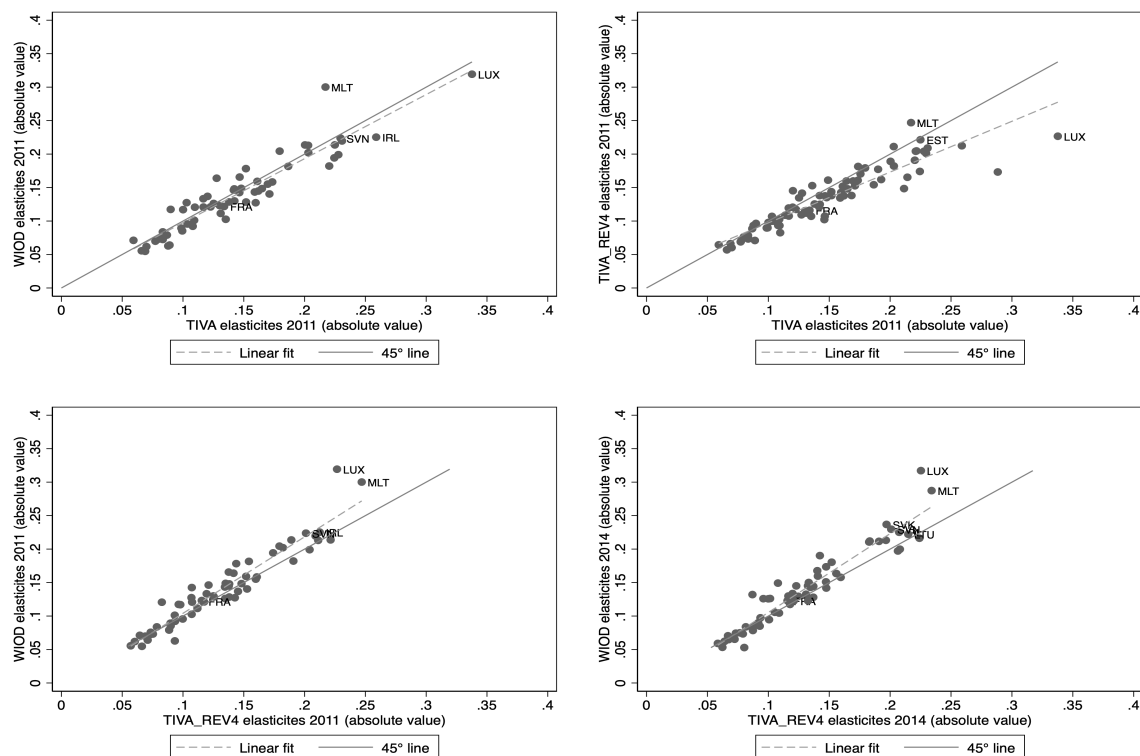 WIOD elasticites 2011 (absolute value)
0 .05 .1 .15 .2 .25 .3 .35 .4
LUX
MLT
IRL
SVN
FRA
0 .05 .1 .15 .2 .25 .3 .35 .4
TIVA elasticites 2011 (absolute value)
Linear fit 45° line
TIVA_REV4 elasticites 2011 (absolute value)
0 .05 .1 .15 .2 .25 .3 .35 .4
MLT
EST
LUX
FRA
0 .05 .1 .15 .2 .25 .3 .35 .4
TIVA elasticites 2011 (absolute value)
Linear fit 45° line
WIOD elasticites 2011 (absolute value)
0 .05 .1 .15 .2 .25 .3 .35 .4
LUX
MLT
IRL
FRA
0 .05 .1 .15 .2 .25 .3 .35 .4
TIVA_REV4 elasticites 2011 (absolute value)
Linear fit 45° line
WIOD elasticites 2014 (absolute value)
0 .05 .1 .15 .2 .25 .3 .35 .4
LUX
MLT
SVK
FRA
0 .05 .1 .15 .2 .25 .3 .35 .4
TIVA_REV4 elasticites 2014 (absolute value)
Linear fit 45° line